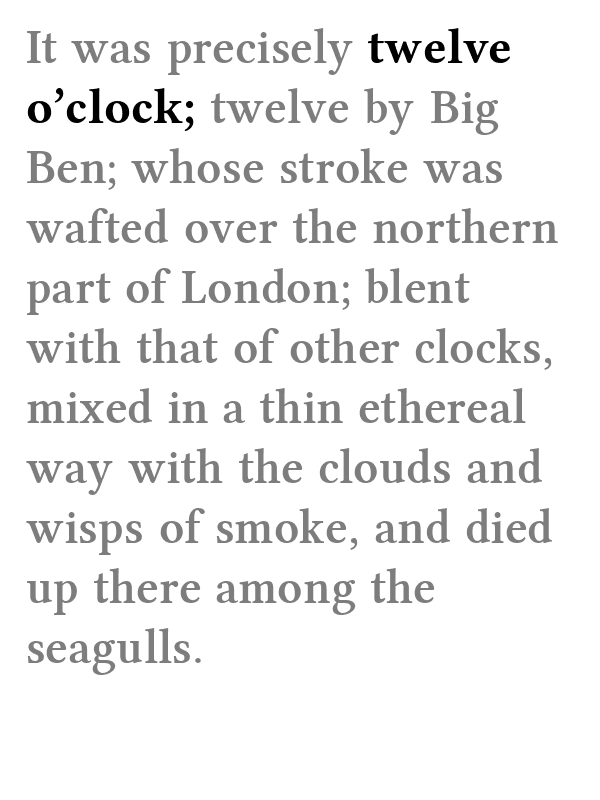 It was precisely twelve
o’clock; twelve by Big
Ben; whose stroke was
wafted over the northern
part of London; blent
with that of other clocks,
mixed in a thin ethereal
way with the clouds and
wisps of smoke, and died
up there among the
seagulls.